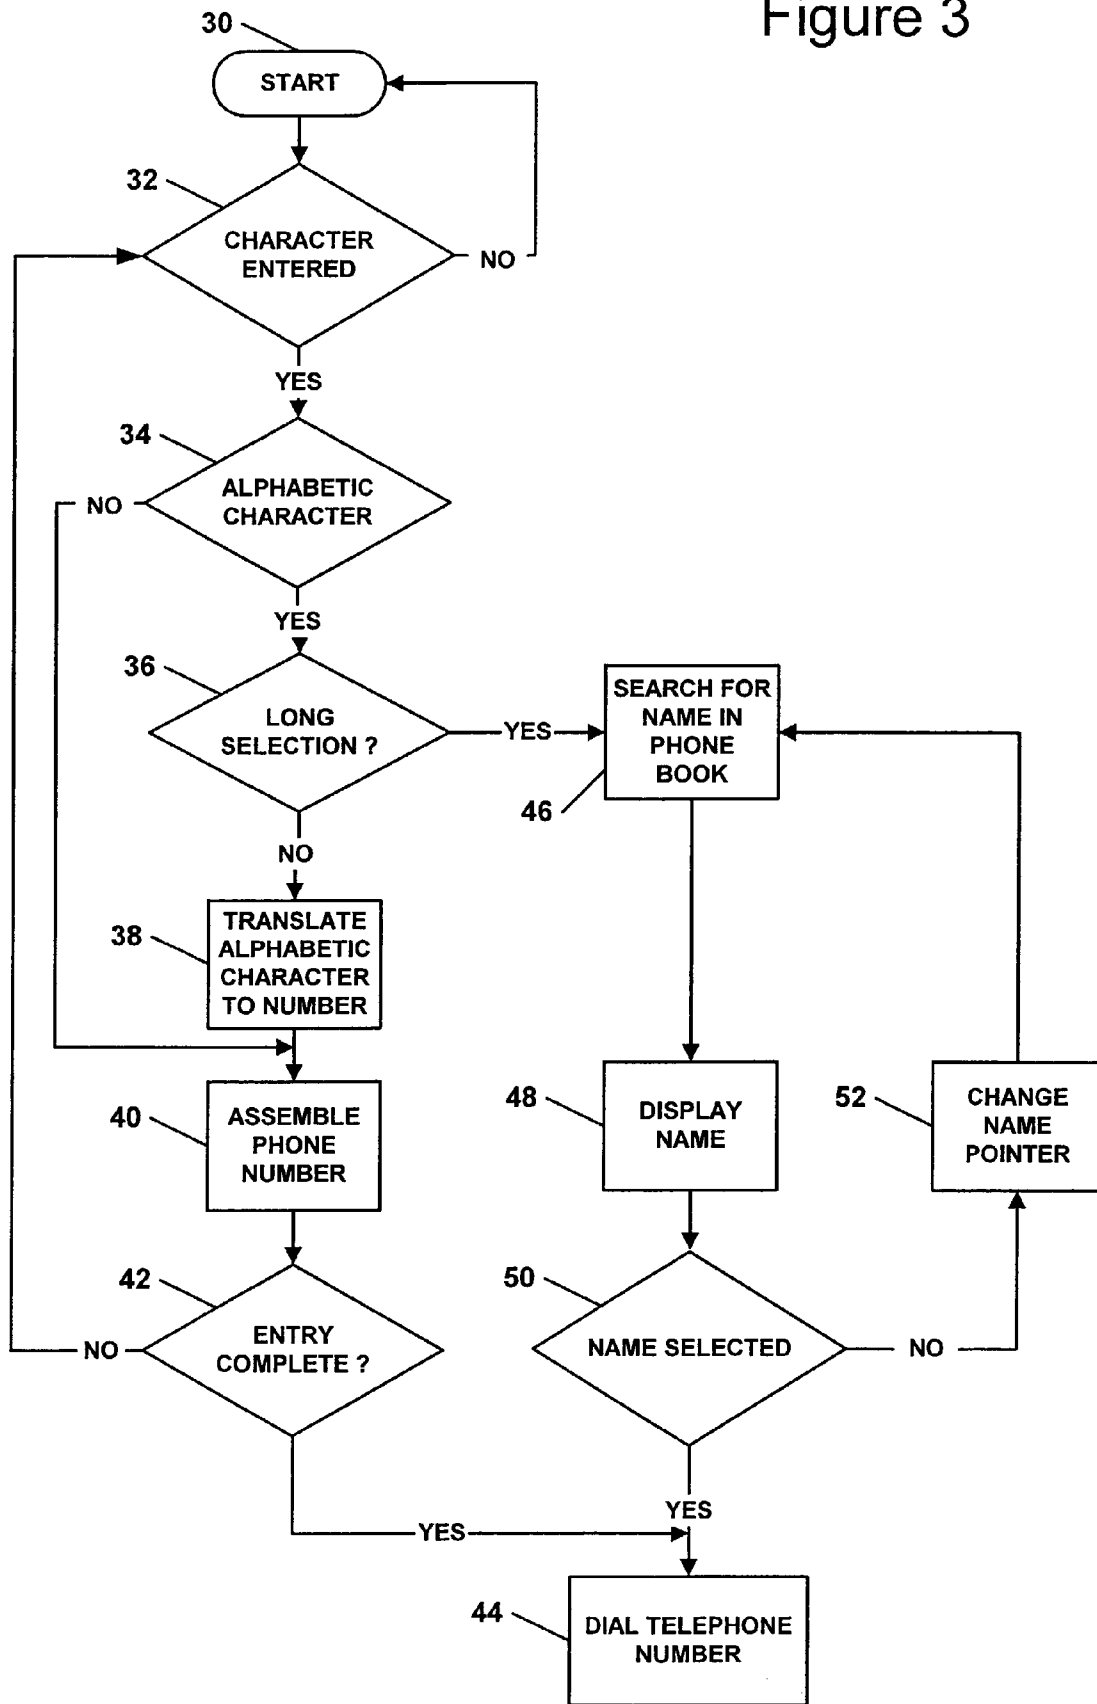 Figure 3
30
START
32
CHARACTER
ENTERED
NO
YES
34
ALPHABETIC
CHARACTER
NO
YES
36
LONG
SELECTION ?
YES
SEARCH FOR
NAME IN
PHONE
BOOK
46
NO
38
TRANSLATE
ALPHABETIC
CHARACTER
TO NUMBER
40
ASSEMBLE
PHONE
NUMBER
48
DISPLAY
NAME
52
CHANGE
NAME
POINTER
42
ENTRY
COMPLETE ?
NO
50
NAME SELECTED
NO
YES
YES
44
DIAL TELEPHONE
NUMBER